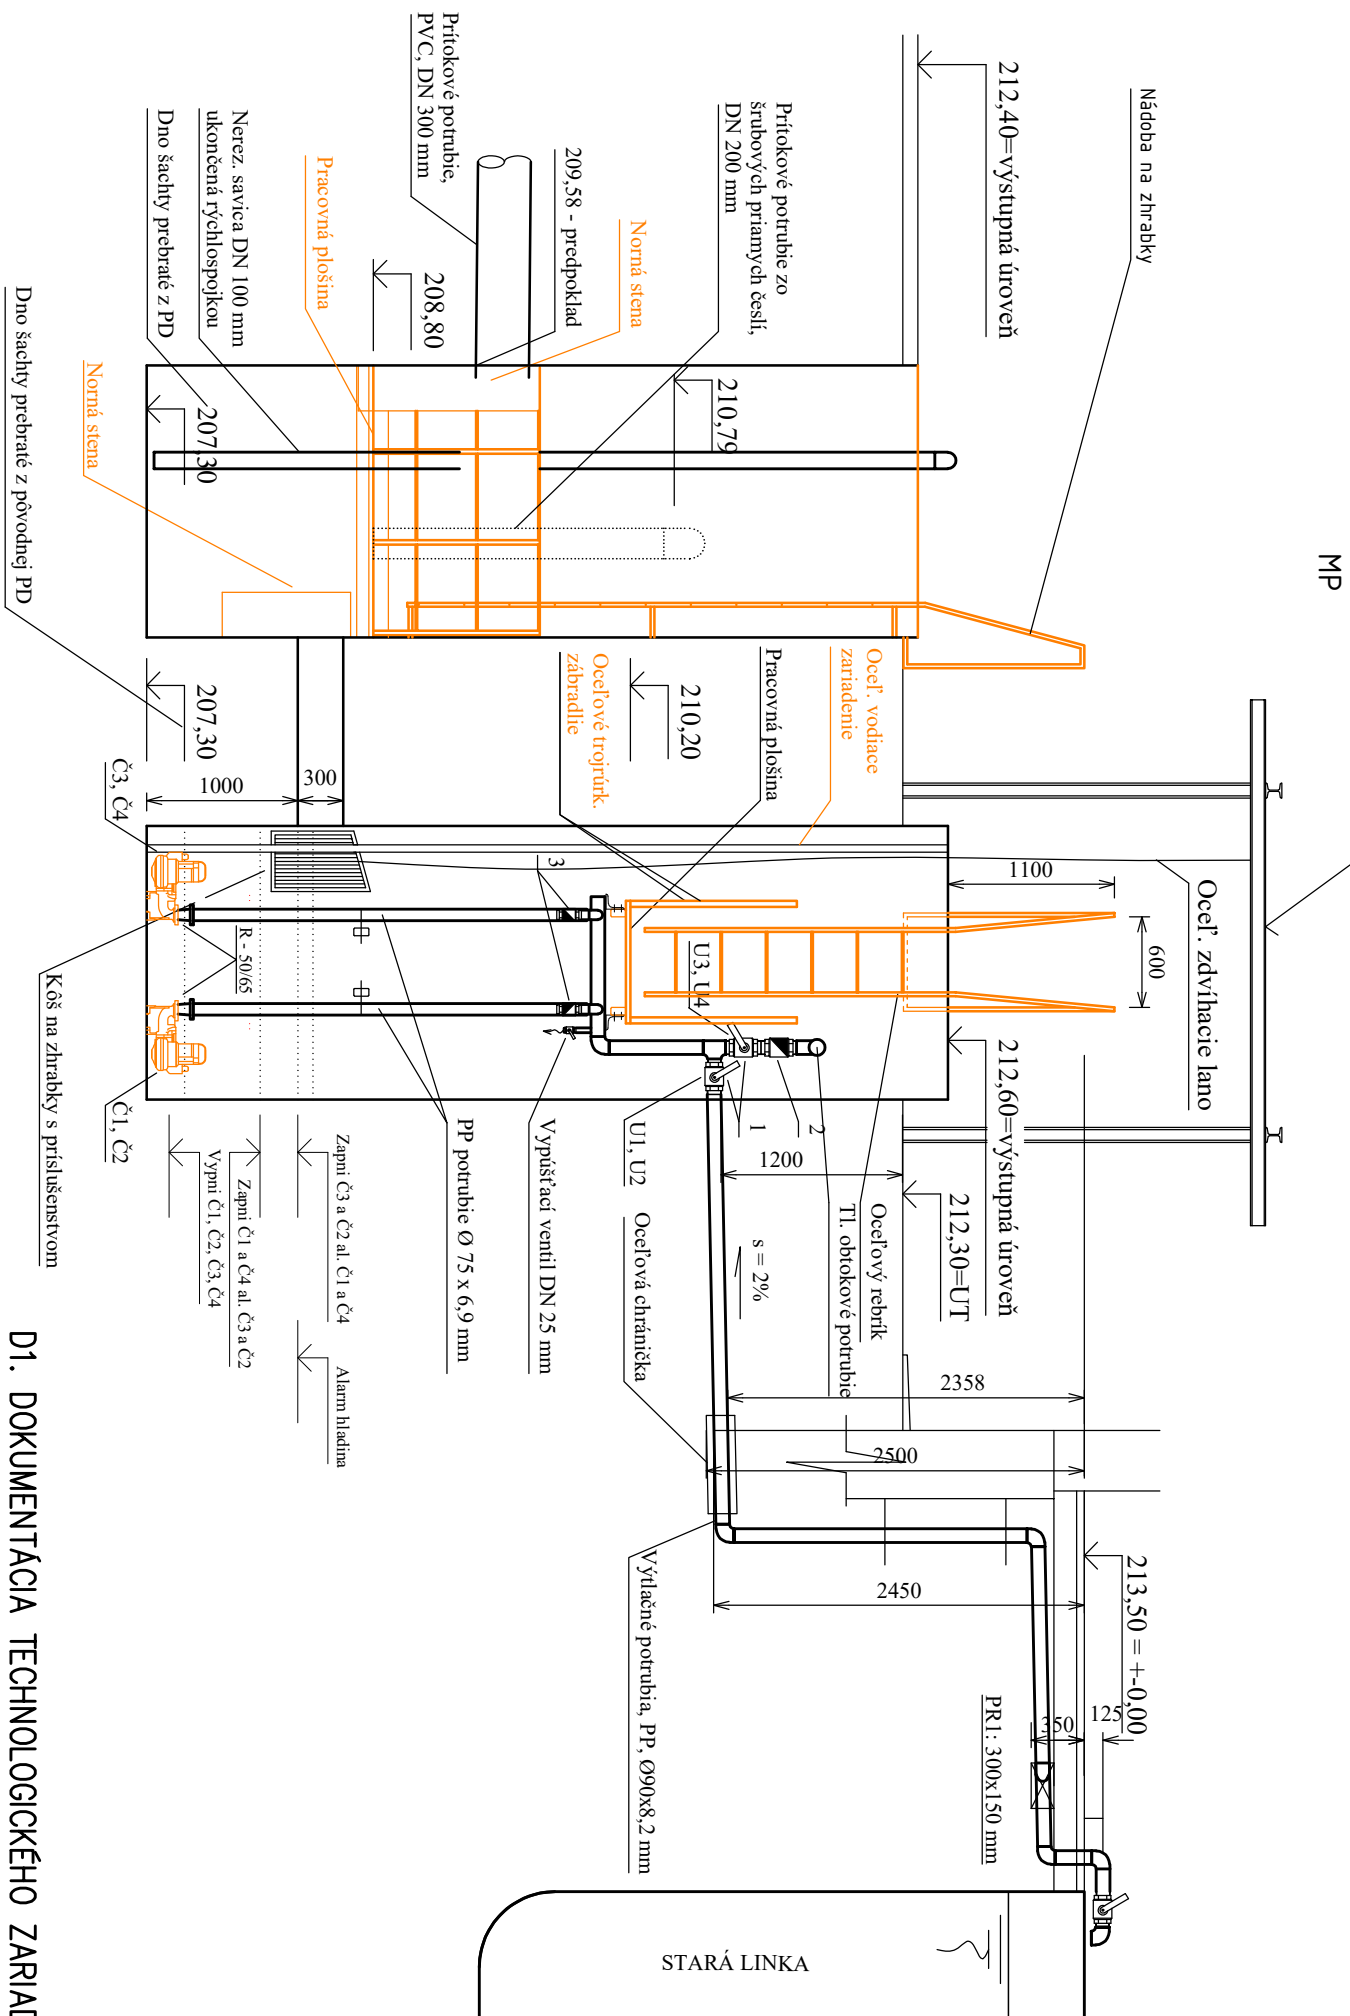 MP
Nádoba na zhrabky
212,40=výstupná úroveň
Prítokové potrubie zo
šrubových priamych česlí,
DN 200 mm
Norná stena
209,58 - predpoklad
Prítokové potrubie,
PVC, DN 300 mm
208,80
210,79
Pracovná plošina
Nerez. savica DN 100 mm
ukončená rýchlospojkou
Dno šachty prebraté z PD
207,30
Norná stena
Dno šachty prebraté z pôvodnej PD
207,30
210,20
Oceľ. vodiace
zariadenie
Pracovná plošina
Oceľové trojrúrk.
zábradlie
300
1000
Č3, Č4
3
R - 50/65
Kôš na zhrabky s príslušenstvom
Č1, Č2
1100
600
Oceľ. zdvíhacie lano
U3, U4
212,60=výstupná úroveň
212,30=UT
Oceľový rebrík
Tl. obtokové potrubie
2
1
1200
s = 2%
U1, U2
Oceľová chránička
Vypúšťací ventil DN 25 mm
PP potrubie Ø 75 x 6,9 mm
Zapni Č3 a Č2 al. Č1 a Č4
Alarm hladina
Zapni Č1 a Č4 al. Č3 a Č2
Vypni Č1, Č2, Č3, Č4
2358
2500
2450
213,50 = +-0,00
125
350
PR1: 300x150 mm
Výtlačné potrubia, PP, Ø90x8,2 mm
STARÁ LINKA
D1. DOKUMENTÁCIA TECHNOLOGICKÉHO ZARIAD